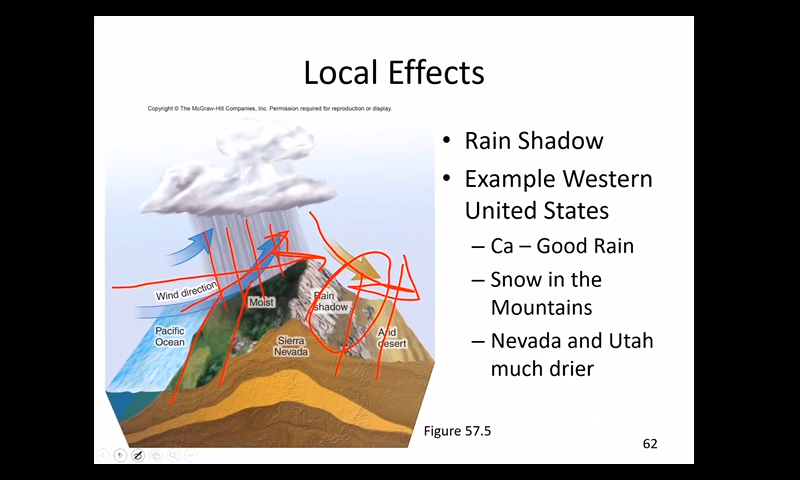 Local Effects
Copyright © The McGraw-Hill Companies, Inc. Permission required for reproduction or display.
• Rain Shadow
• Example Western
United States
– Ca – Good Rain
– Snow in the
Mountains
– Nevada and Utah
much drier
Wind direction
Moist
Rain
shadow
Pacific
Ocean
Sierra
Nevada
Arid
desert
Figure 57.5
62